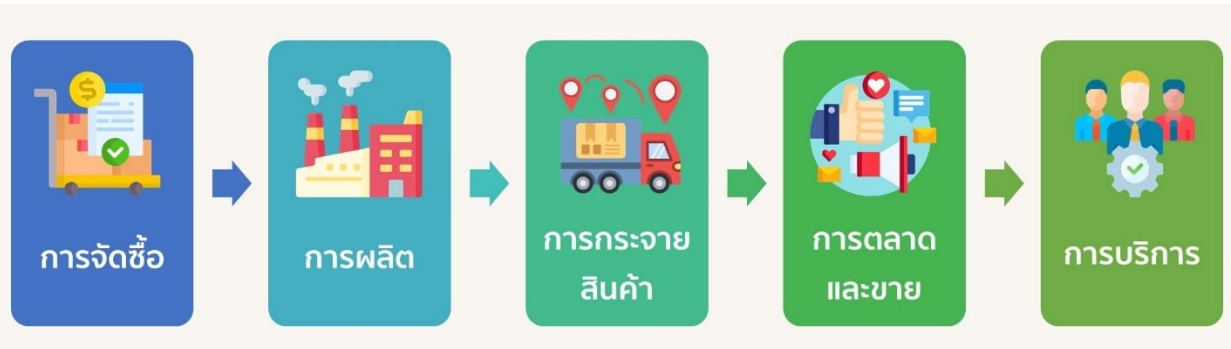 การจัดซื้อ
การผลิต
การกระจาย
สินค้า
การตลาด
และขาย
การบริการ